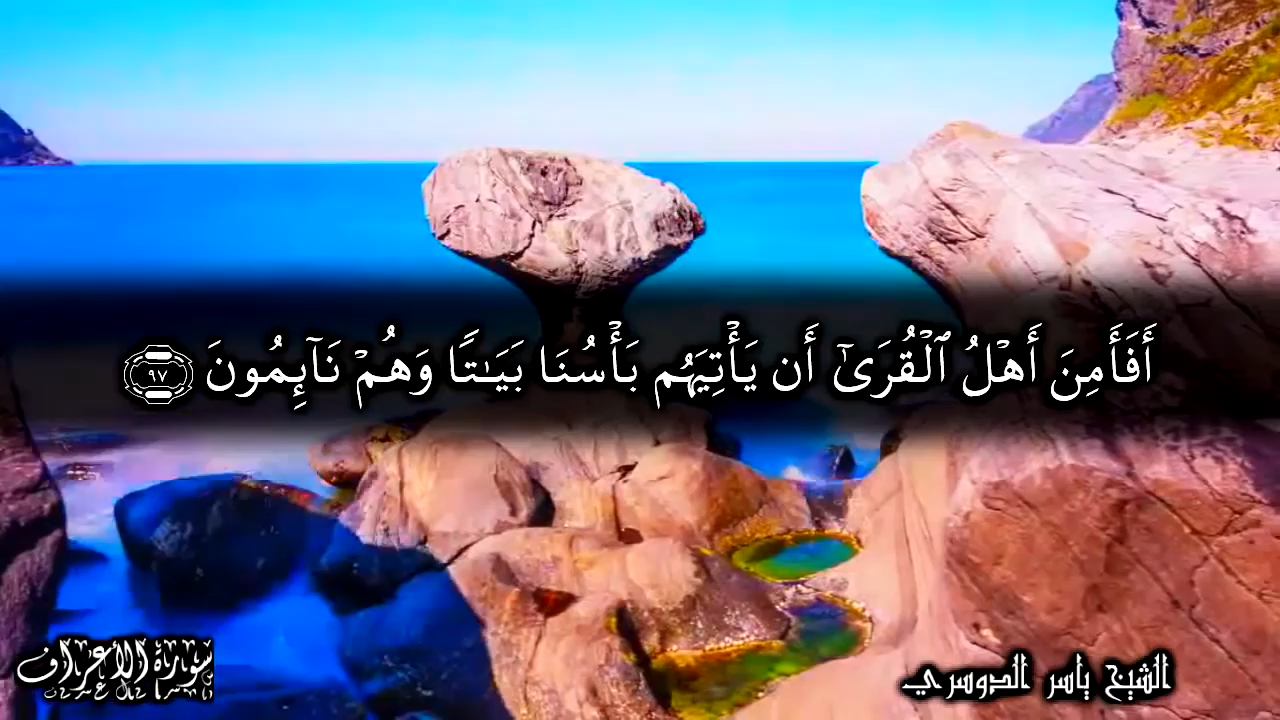 أَفَأَمِنَ أَهْلُ ٱلْقُرَىٰٓ أَن يَأْتِيَهُم بَأْسُنَا بَيَـٰتًا وَهُمْ نَآئِمُونَ ٩٧
سورة الأعراف
الشيخ ياسر الدوسري